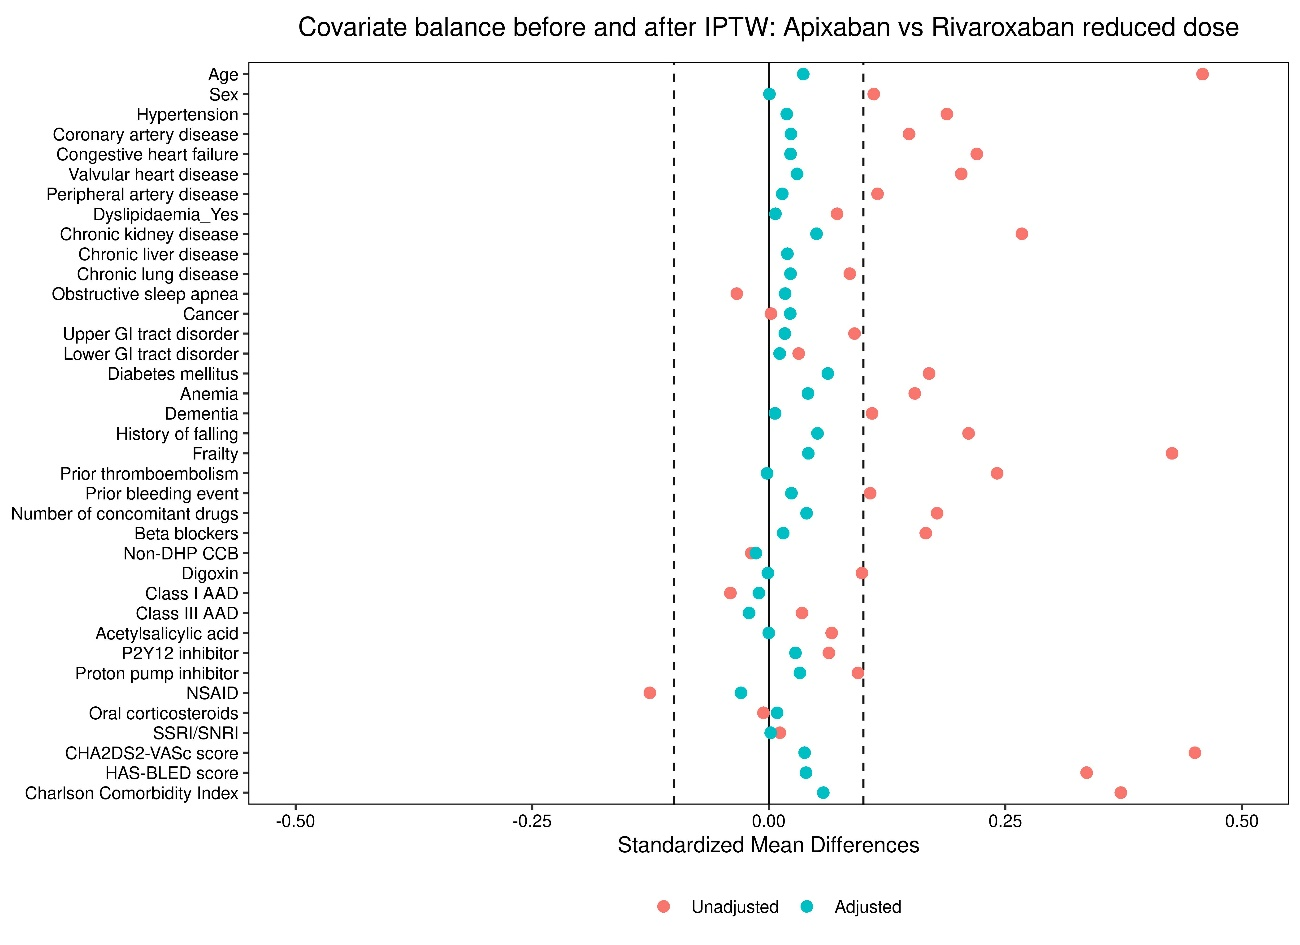 Covariate balance before and after IPTW: Apixaban vs Rivaroxaban reduced dose
Age
Sex
Hypertension
Coronary artery disease
Congestive heart failure
Valvular heart disease
Peripheral artery disease
Dyslipidaemia_Yes
Chronic kidney disease
Chronic liver disease
Chronic lung disease
Obstructive sleep apnea
Cancer
Upper GI tract disorder
Lower GI tract disorder
Diabetes mellitus
Anemia
Dementia
History of falling
Frailty
Prior thromboembolism
Prior bleeding event
Number of concomitant drugs
Beta blockers
Non-DHP CCB
Digoxin
Class I AAD
Class III AAD
Acetylsalicylic acid
P2Y12 inhibitor
Proton pump inhibitor
NSAID
Oral corticosteroids
SSRI/SNRI
CHA2DS2-VASc score
HAS-BLED score
Charlson Comorbidity Index
-0.50 -0.25 0.00 0.25 0.50
Standardized Mean Differences
Unadjusted Adjusted